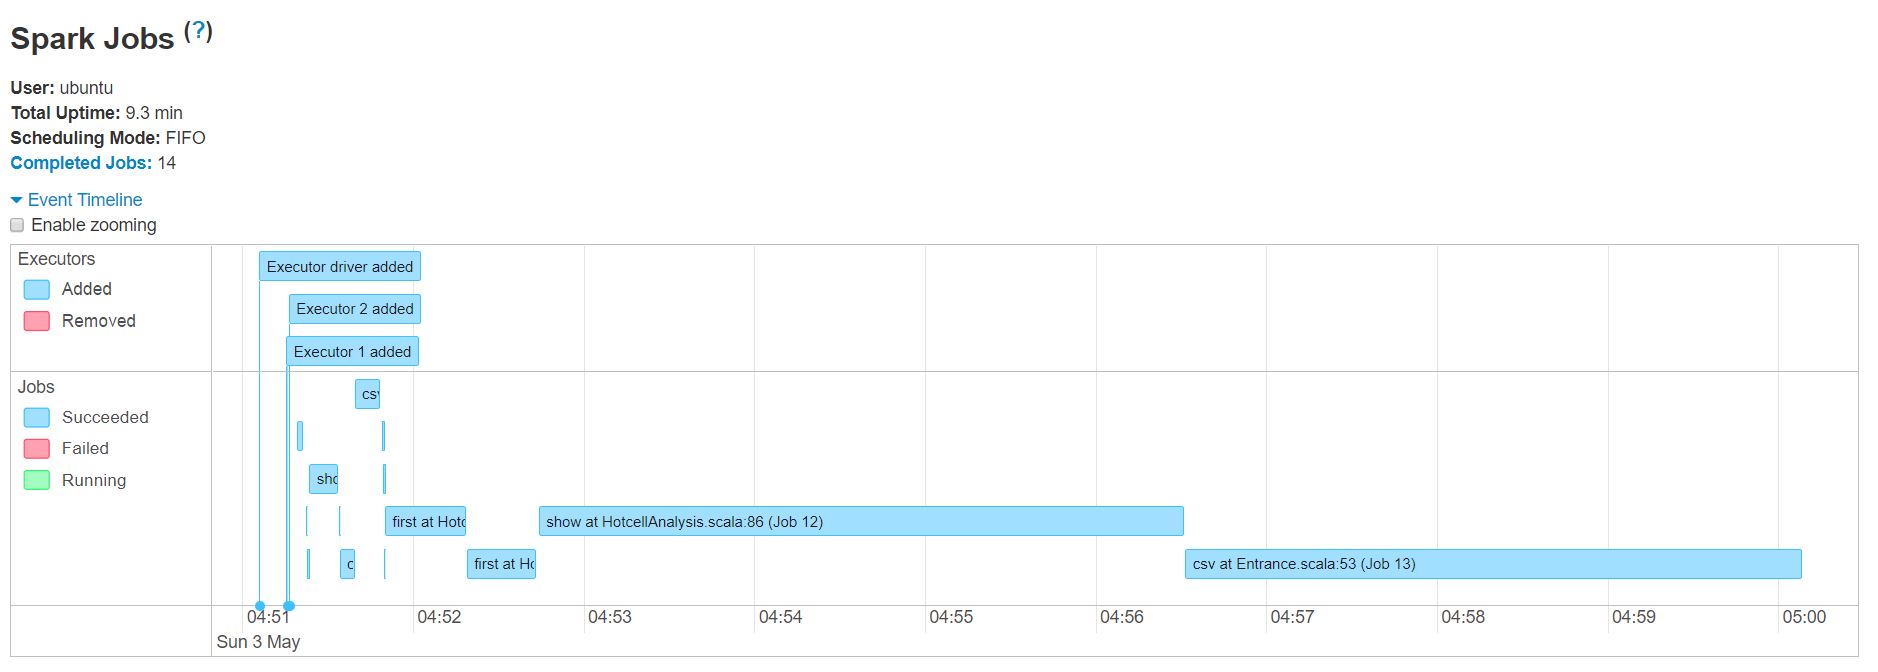 Spark Jobs (?)
User: ubuntu
Total Uptime: 9.3 min
Scheduling Mode: FIFO
Completed Jobs: 14
Event Timeline
Enable zooming
Executors
Added
Removed
Executor driver added
Executor 2 added
Executor 1 added
Jobs
Succeeded
Failed
Running
csv
sho
first at Hotc
show at HotcellAnalysis.scala:86 (Job 12)
c
first at Ho
csv at Entrance.scala:53 (Job 13)
04:51 04:52 04:53 04:54 04:55 04:56 04:57 04:58 04:59 05:00
Sun 3 May